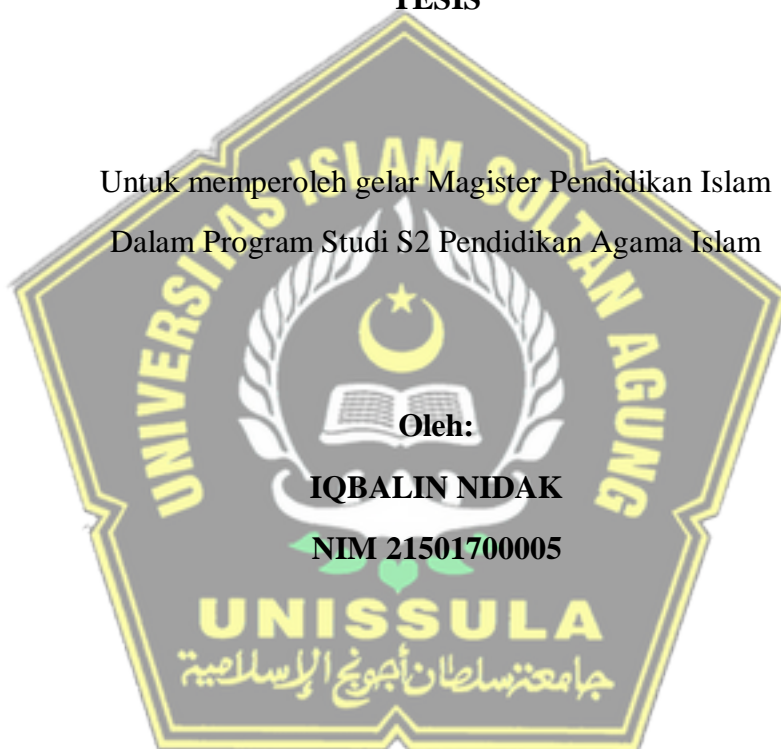 TESIS
Untuk memperoleh gelar Magister Pendidikan Islam
Dalam Program Studi S2 Pendidikan Agama Islam
UNIVERSITAS ISLAM SULTAN AGUNG
Oleh:
IQBALIN NIDAK
NIM 21501700005
UNISSULA
جامعة سلطان أجونج الإسلامية